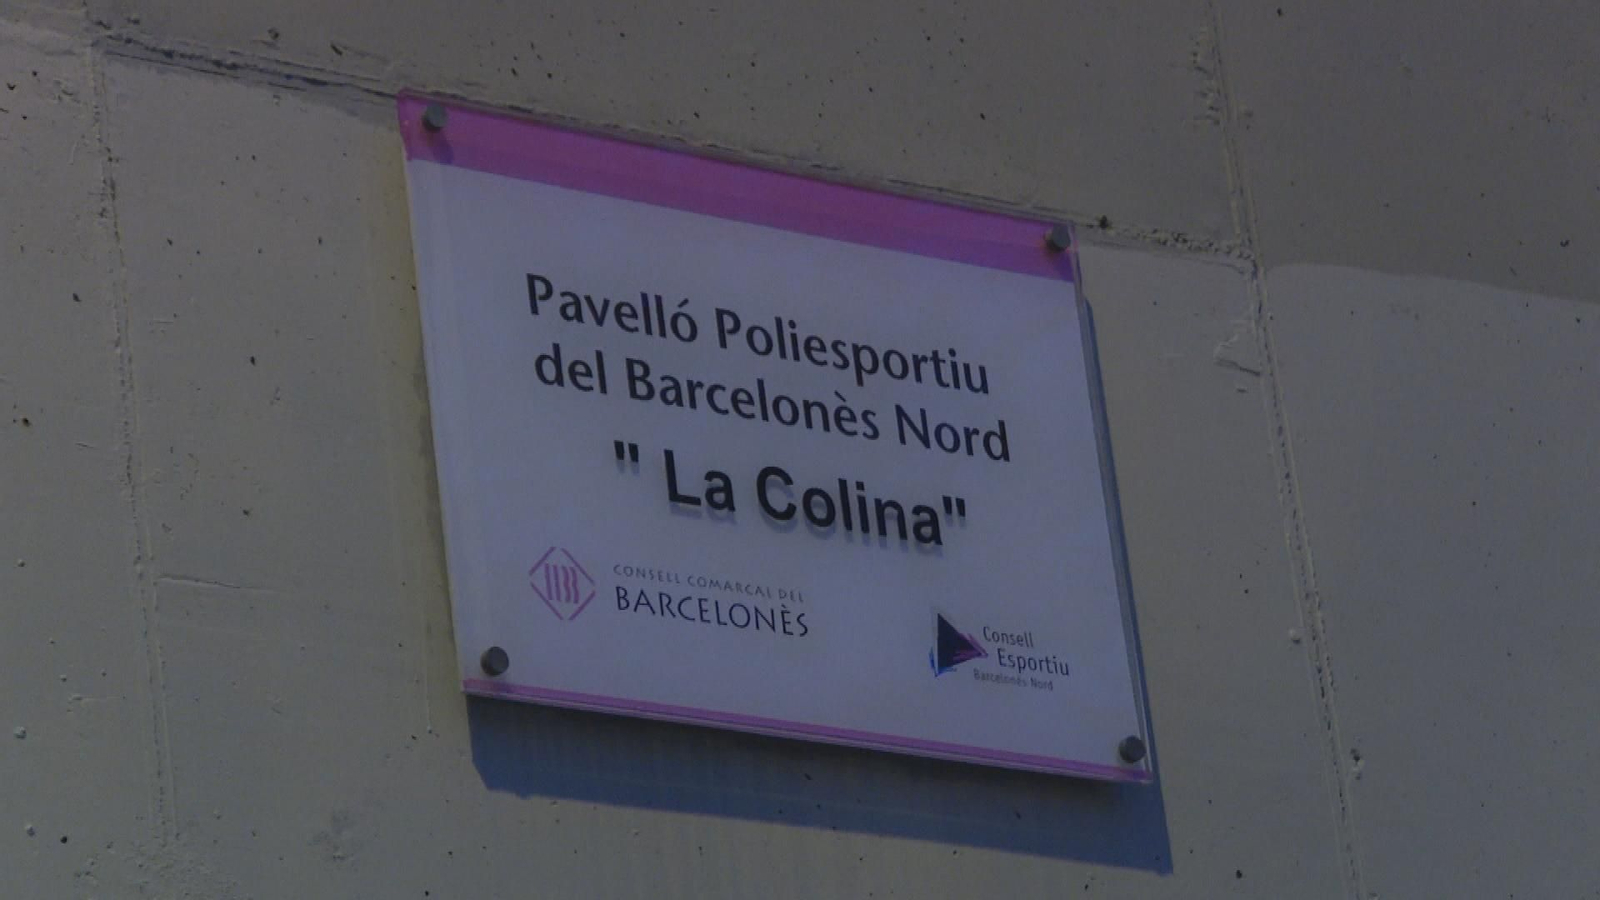 Pavelló Poliesportiu
del Barcelonès Nord
" La Colina"
CONSELL COMARCAL DEL
BARCELONÈS
Consell
Esportiu
Barcelonès Nord